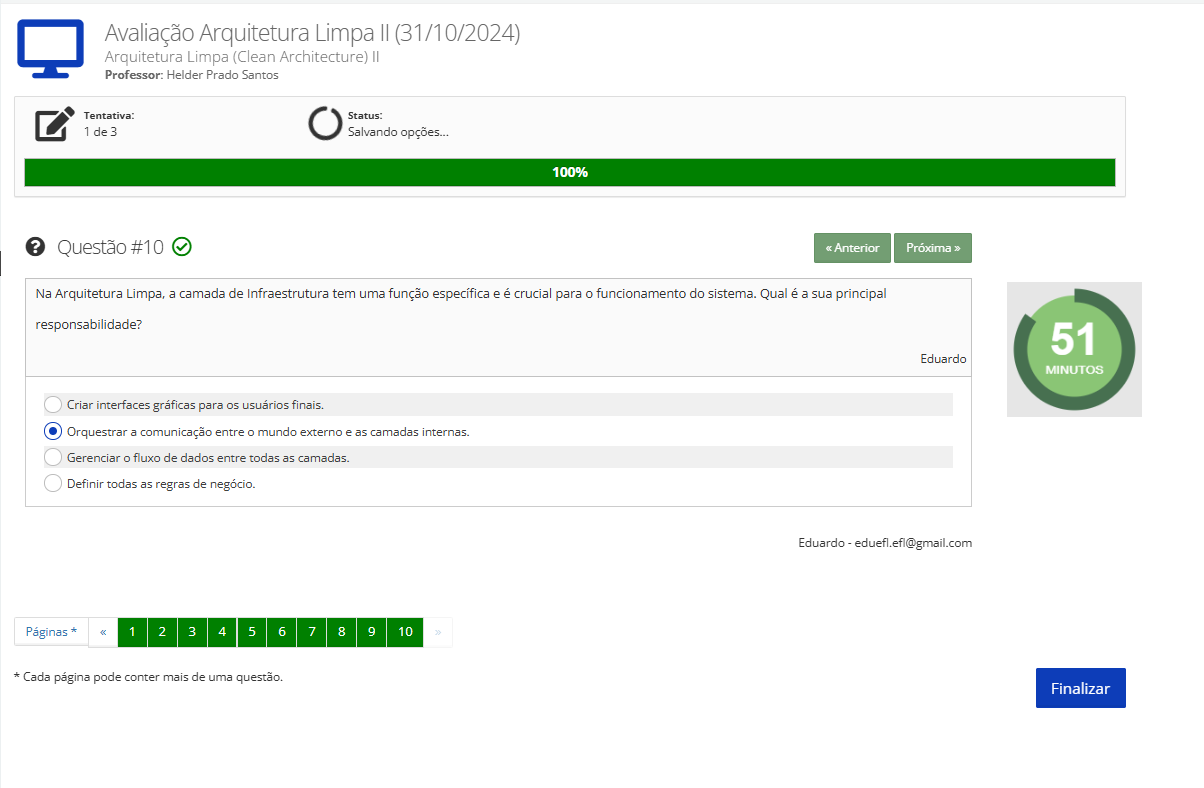 Avaliação Arquitetura Limpa II (31/10/2024)
Arquitetura Limpa (Clean Architecture) II
Professor: Helder Prado Santos
Tentativa:
1 de 3
Status:
Salvando opções...
100%
Questão #10
« Anterior
Próxima »
Na Arquitetura Limpa, a camada de Infraestrutura tem uma função específica e é crucial para o funcionamento do sistema. Qual é a sua principal
responsabilidade?
Eduardo
51
MINUTOS
Criar interfaces gráficas para os usuários finais.
Orquestrar a comunicação entre o mundo externo e as camadas internas.
Gerenciar o fluxo de dados entre todas as camadas.
Definir todas as regras de negócio.
Eduardo - eduefl.efl@gmail.com
Páginas * « 1 2 3 4 5 6 7 8 9 10 »
* Cada página pode conter mais de uma questão.
Finalizar